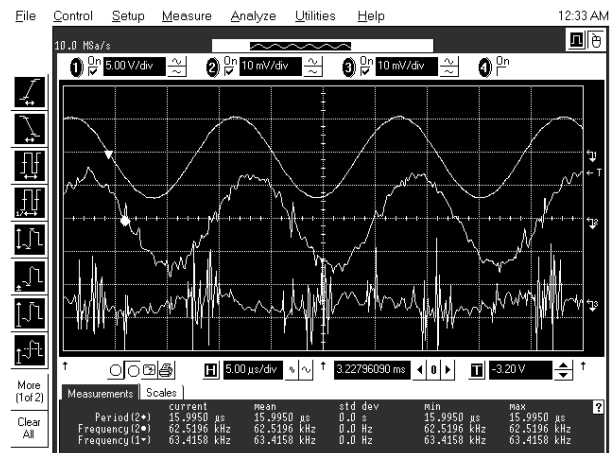 File Control Setup Measure Analyze Utilities Help 12:33 AM
10.0 MSa/s
1 On 5.00 V/div 2 On 10 mV/div 3 On 10 mV/div 4 On
T
1
2
3
H 5.00 µs/div 3.22796090 ms 0 T -3.20 V
More
(1of 2)
Clear
All
Measurements Scales ?
current mean std dev min max
Period(2) 15.9950 µs 15.9950 µs 0.0 s 15.9950 µs 15.9950 µs
Frequency(2) 62.5196 kHz 62.5196 kHz 0.0 Hz 62.5196 kHz 62.5196 kHz
Frequency(1) 63.4158 kHz 63.4158 kHz 0.0 Hz 63.4158 kHz 63.4158 kHz